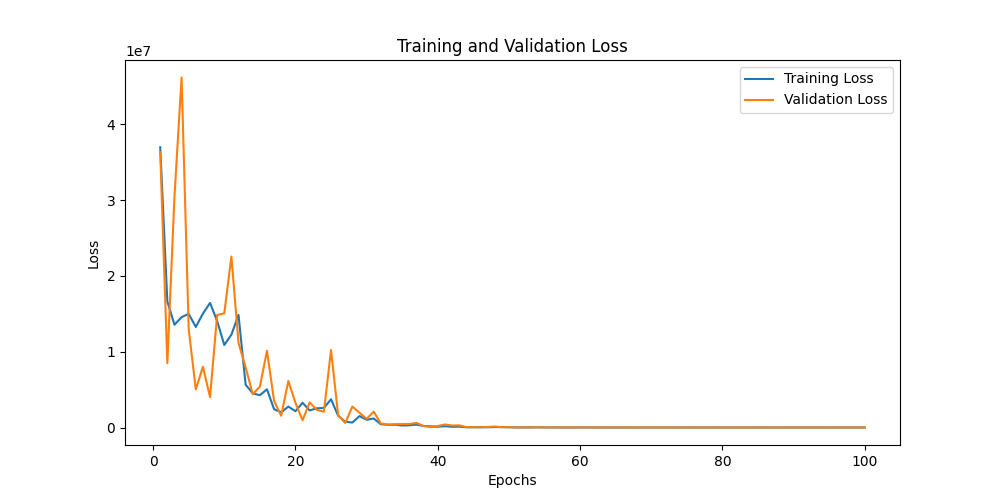 Training and Validation Loss
1e7
Training Loss
Validation Loss
4
3
2
1
0
Loss
0 20 40 60 80 100
Epochs